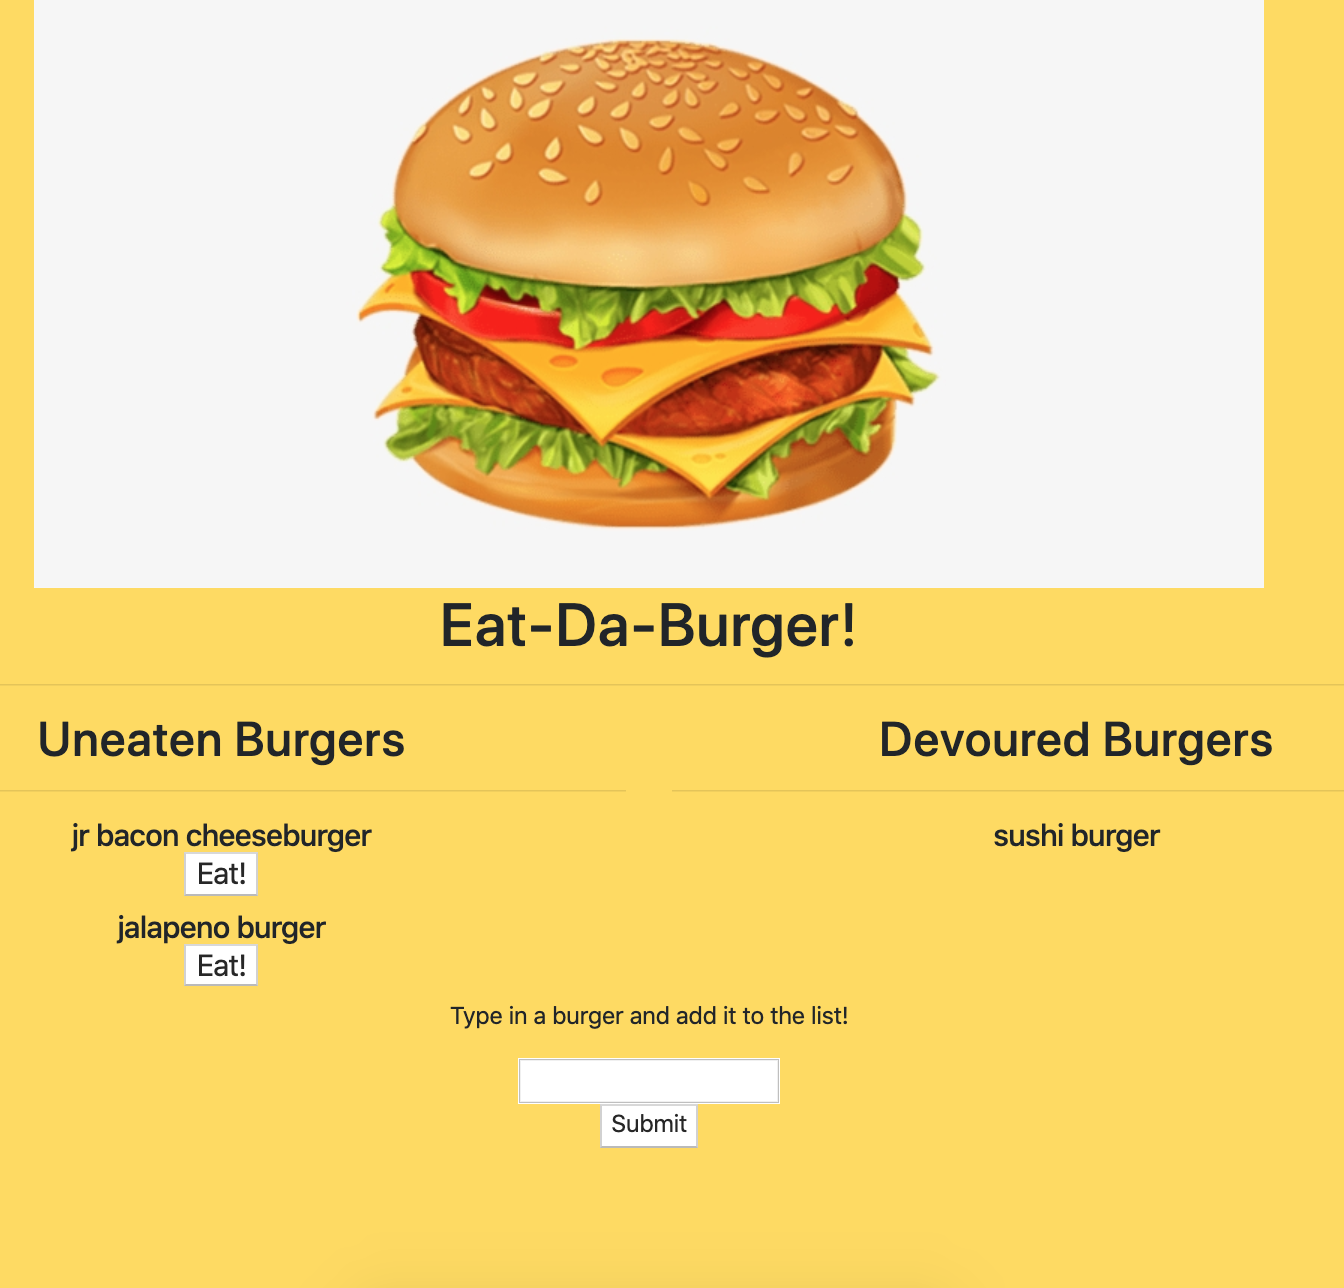 Eat-Da-Burger!
Uneaten Burgers
Devoured Burgers
jr bacon cheeseburger
Eat!
jalapeno burger
Eat!
sushi burger
Type in a burger and add it to the list!
Submit